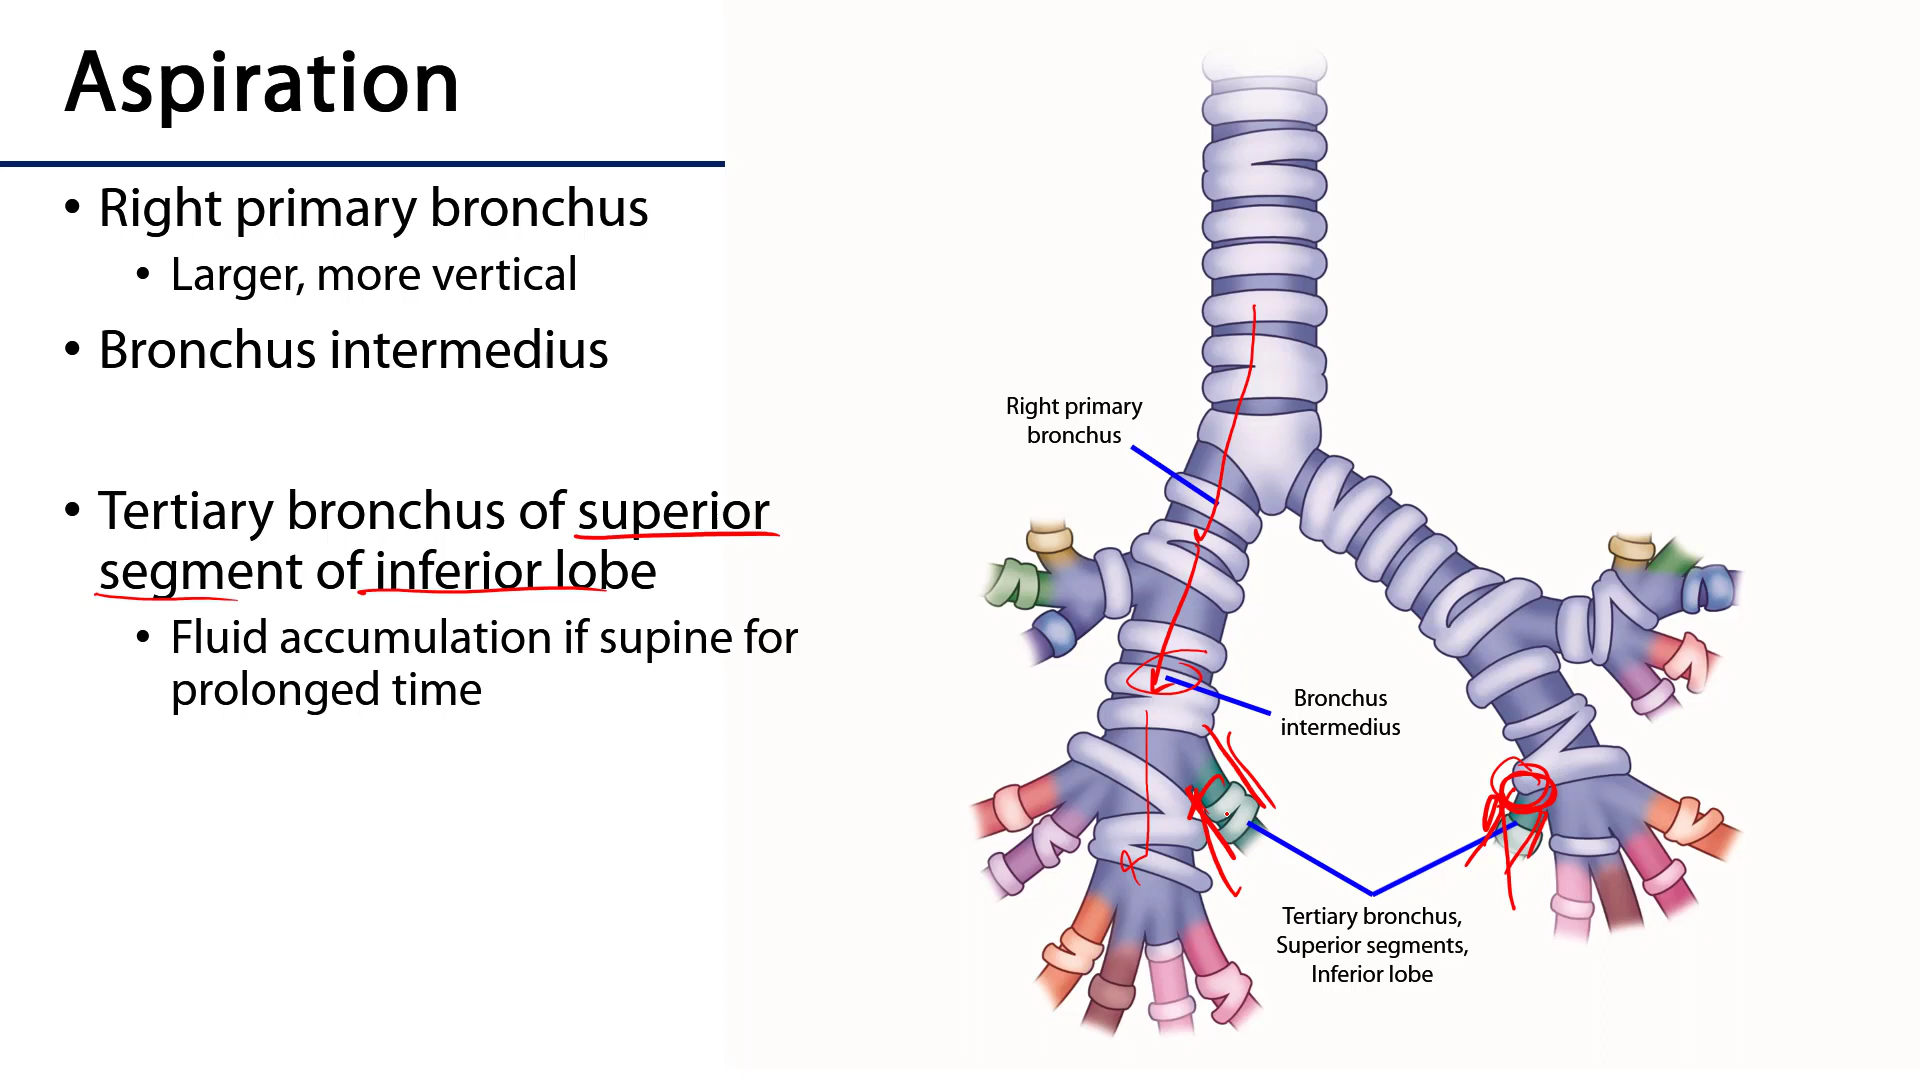 Aspiration
• Right primary bronchus
• Larger, more vertical
• Bronchus intermedius
• Tertiary bronchus of superior
segment of inferior lobe
• Fluid accumulation if supine for
prolonged time
Right primary
bronchus
Bronchus
intermedius
Tertiary bronchus,
Superior segments,
Inferior lobe